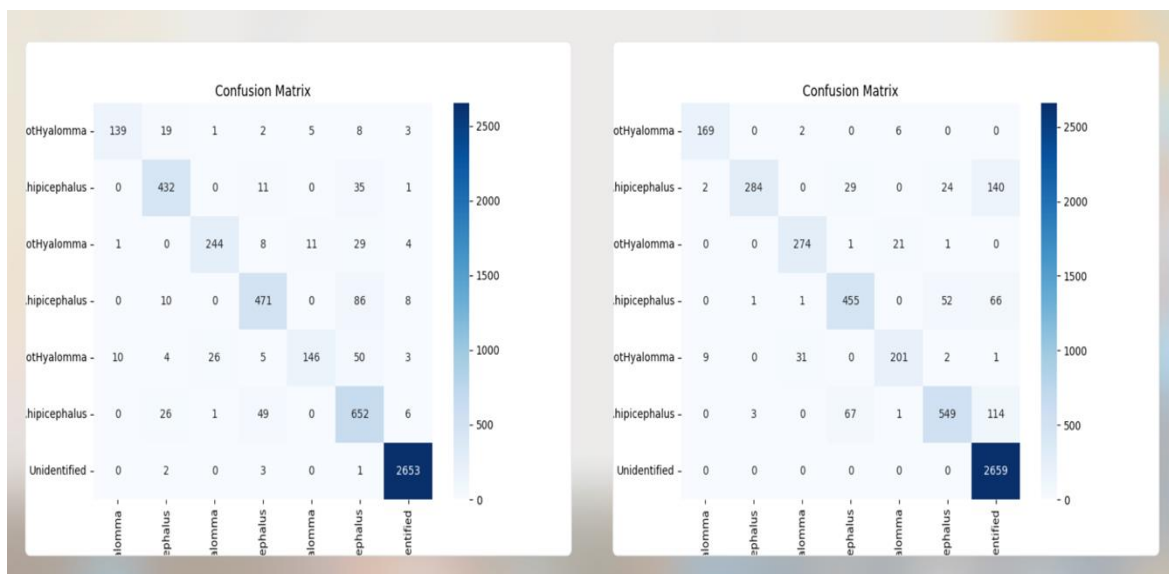 Confusion Matrix
otHyalomma 139 19 1 2 5 8 3
hipicephalus 0 432 0 11 0 35 1
otHyalomma 1 0 244 8 11 29 4
hipicephalus 0 10 0 471 0 86 8
otHyalomma 10 4 26 5 146 50 3
hipicephalus 0 26 1 49 0 652 6
Unidentified 0 2 0 3 0 1 2653
alomma ephalus alomma ephalus alomma ephalus entified
2500
2000
1500
1000
500
0
Confusion Matrix
otHyalomma 169 0 2 0 6 0 0
hipicephalus 2 284 0 29 0 24 140
otHyalomma 0 0 274 1 21 1 0
hipicephalus 0 1 1 455 0 52 66
otHyalomma 9 0 31 0 201 2 1
hipicephalus 0 3 0 67 1 549 114
Unidentified 0 0 0 0 0 0 2659
alomma ephalus alomma ephalus alomma ephalus entified
2500
2000
1500
1000
500
0